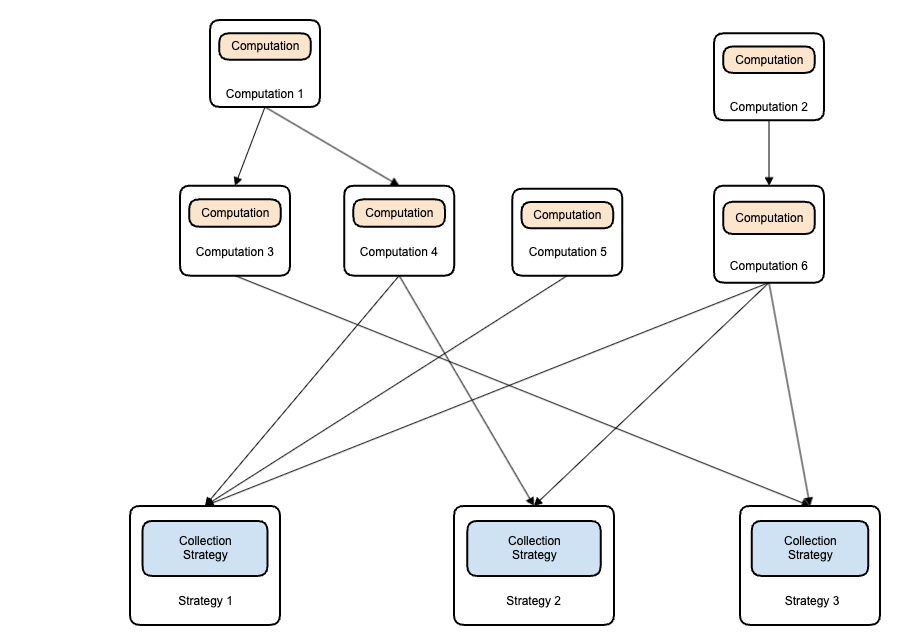 Computation
Computation 1
Computation
Computation 2
Computation
Computation 3
Computation
Computation 4
Computation
Computation 5
Computation
Computation 6
Collection
Strategy
Strategy 1
Collection
Strategy
Strategy 2
Collection
Strategy
Strategy 3